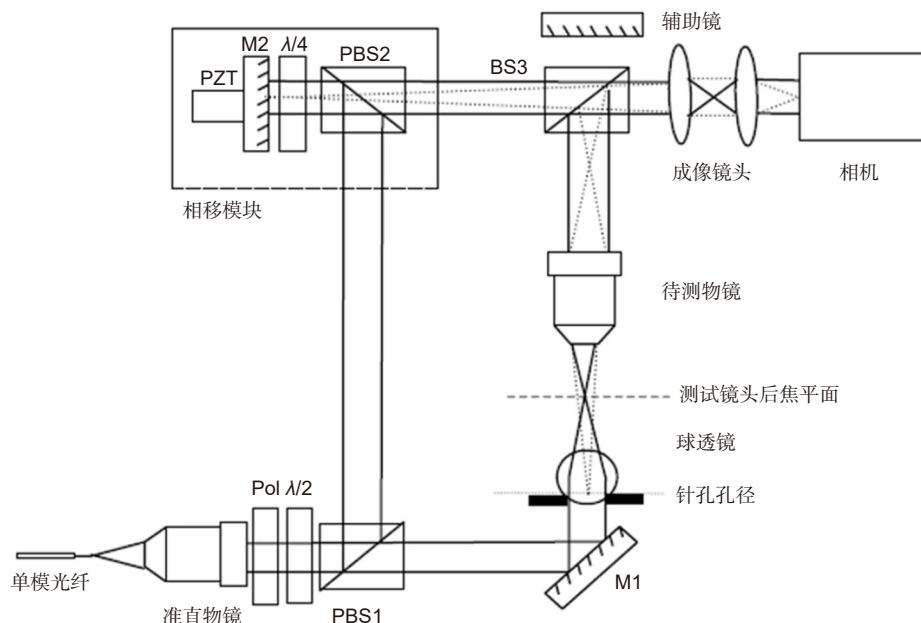 辅助镜
M2 λ/4
PBS2
BS3
PZT
成像镜头
相机
相移模块
待测物镜
测试镜头后焦平面
球透镜
针孔孔径
Pol λ/2
单模光纤
M1
准直物镜
PBS1